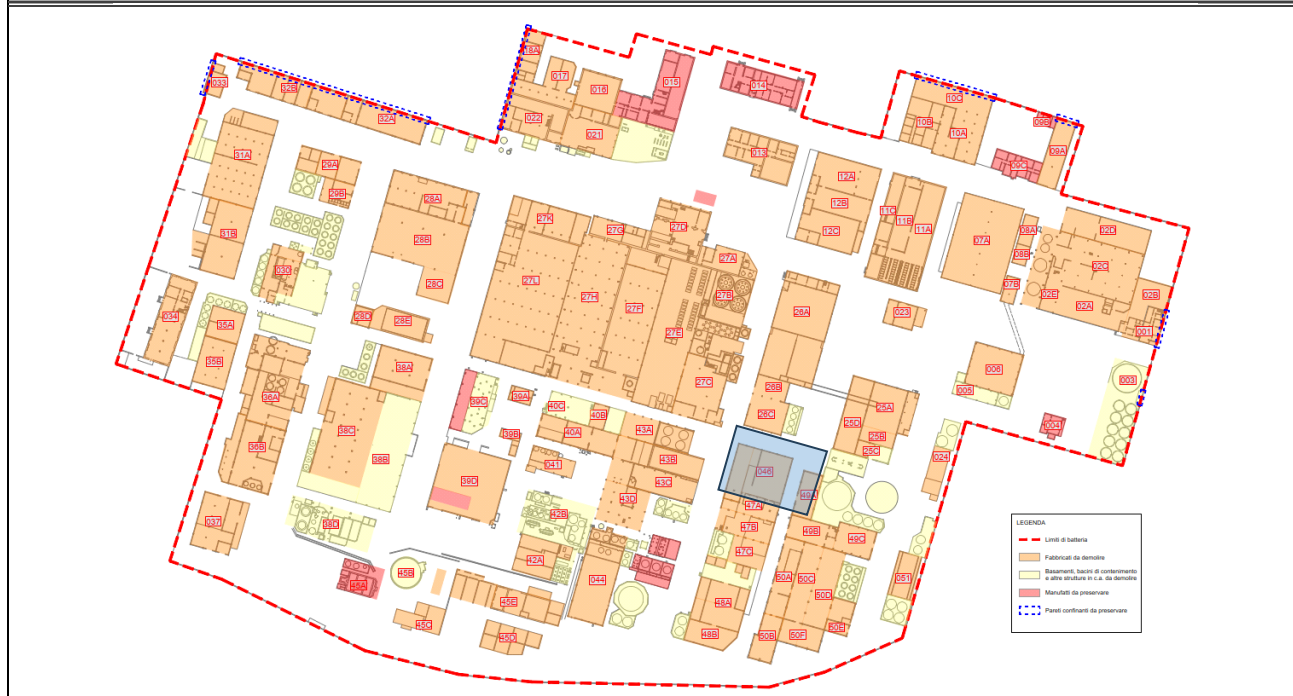 19A
017
016
015
014
033
32B
32A
022
021
013
10C
10B
10A
09B
09A
09C
31A
29A
29B
28A
12A
12B
12C
11C
11B
11A
31B
28B
27K
27G
27D
27A
07A
08A
08B
02D
02C
030
28C
27L
27H
27F
27B
07B
02E
02A
02B
001
034
35A
28D
28E
27E
26A
023
35B
38A
27C
006
005
003
36A
39C
39A
40C
40B
26B
26C
25A
004
38C
36B
39B
40A
43A
25D
25B
25C
38B
041
43B
43C
046
024
39D
43D
49A
47A
037
38D
42B
47B
49B
49C
47C
42A
044
45A
45B
50A
50C
051
50D
45E
48A
45C
45D
48B
50B
50F
50E
LEGENDA
Limiti di batteria
Fabbricati da demolire
Basamenti, bacini di contenimento
e altre strutture in c.a. da demolire
Manufatti da preservare
Pareti confinanti da preservare